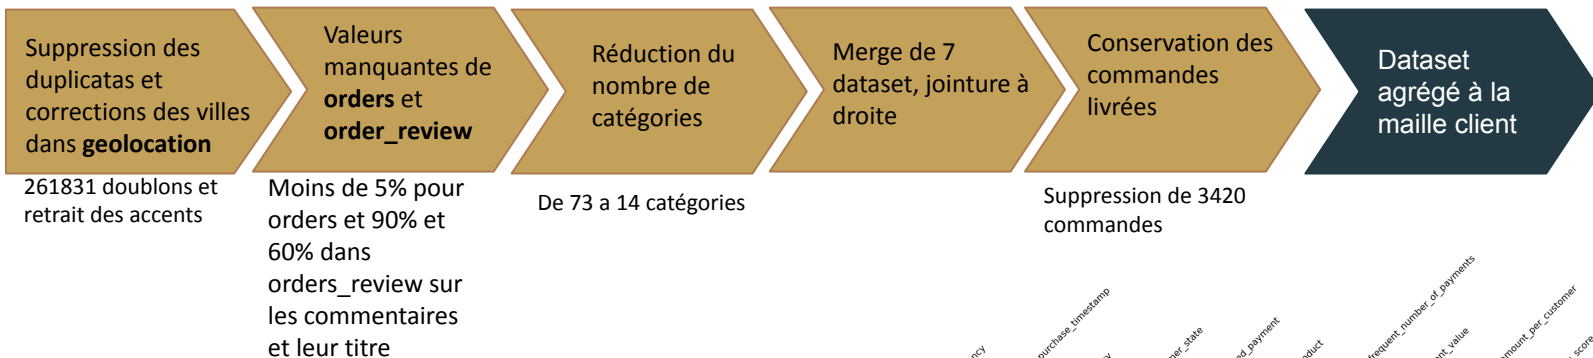 Suppression des
duplicatas et
corrections des villes
dans geolocation
261831 doublons et
retrait des accents
Valeurs
manquantes de
orders et
order_review
Moins de 5% pour
orders et 90% et
60% dans
orders_review sur
les commentaires
et leur titre
Réduction du
nombre de
catégories
De 73 a 14 catégories
Merge de 7
dataset, jointure à
droite
Conservation des
commandes
livrées
Suppression de 3420
commandes
Dataset
agrégé à la
maille client
purchase_timestamp
frequent_number_of_payments